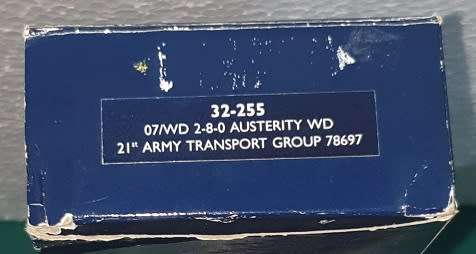 32-255
07/WD 2-8-0 AUSTERITY WD
21st ARMY TRANSPORT GROUP 78697